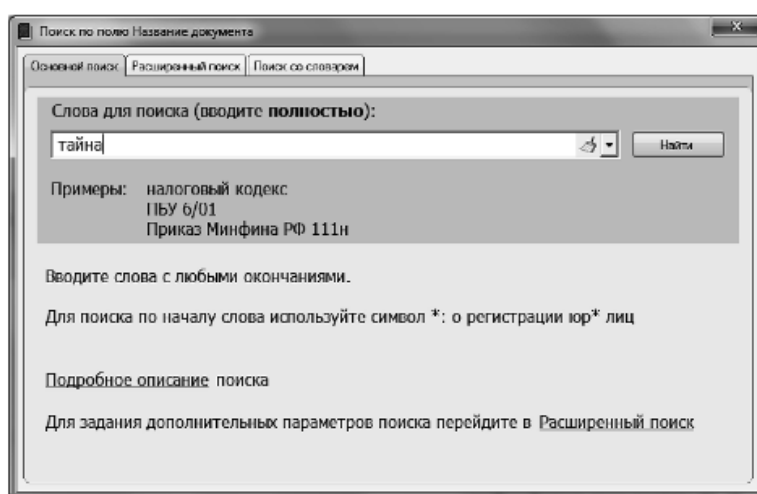 Поиск по полю Название документа
Основной поиск Расширенный поиск Поиск со словарем
Слова для поиска (вводите полностью):
тайна
Найти
Примеры: налоговый кодекс
ПБУ 6/01
Приказ Минфина РФ 111н
Вводите слова с любыми окончаниями.
Для поиска по началу слова используйте символ *: о регистрации юр* лиц
Подробное описание поиска
Для задания дополнительных параметров поиска перейдите в Расширенный поиск